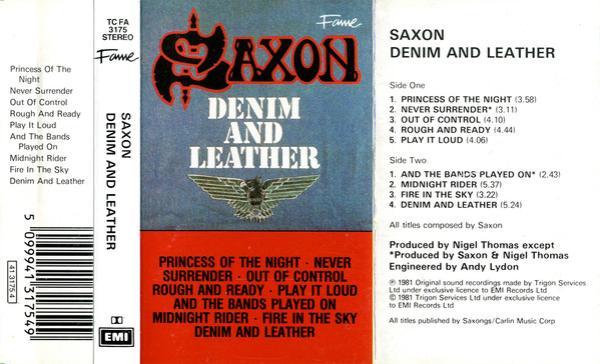 Princess Of The
Night
Never Surrender
Out Of Control
Rough And Ready
Play It Loud
And The Bands
Played On
Midnight Rider
Fire In The Sky
Denim And Leather
5 099941 317549
41 3175 4
TC FA
3175
STEREO
Fame
SAXON
DENIM AND LEATHER
EMI
Fame
SAXON
DENIM
AND
LEATHER
PRINCESS OF THE NIGHT · NEVER
SURRENDER · OUT OF CONTROL
ROUGH AND READY · PLAY IT LOUD
AND THE BANDS PLAYED ON
MIDNIGHT RIDER · FIRE IN THE SKY
DENIM AND LEATHER
SAXON
DENIM AND LEATHER
Side One
1. PRINCESS OF THE NIGHT (3.58)
2. NEVER SURRENDER* (3.11)
3. OUT OF CONTROL (4.10)
4. ROUGH AND READY (4.44)
5. PLAY IT LOUD (4.06)
Side Two
1. AND THE BANDS PLAYED ON* (2.43)
2. MIDNIGHT RIDER (5.37)
3. FIRE IN THE SKY (3.22)
4. DENIM AND LEATHER (5.24)
All titles composed by Saxon
Produced by Nigel Thomas except
*Produced by Saxon & Nigel Thomas
Engineered by Andy Lydon
℗ 1981 Original sound recordings made by Trigon Services
Ltd under exclusive licence to EMI Records Ltd
© 1981 Trigon Services Ltd under exclusive licence
to EMI Records Ltd
All titles published by Saxongs/Carlin Music Corp